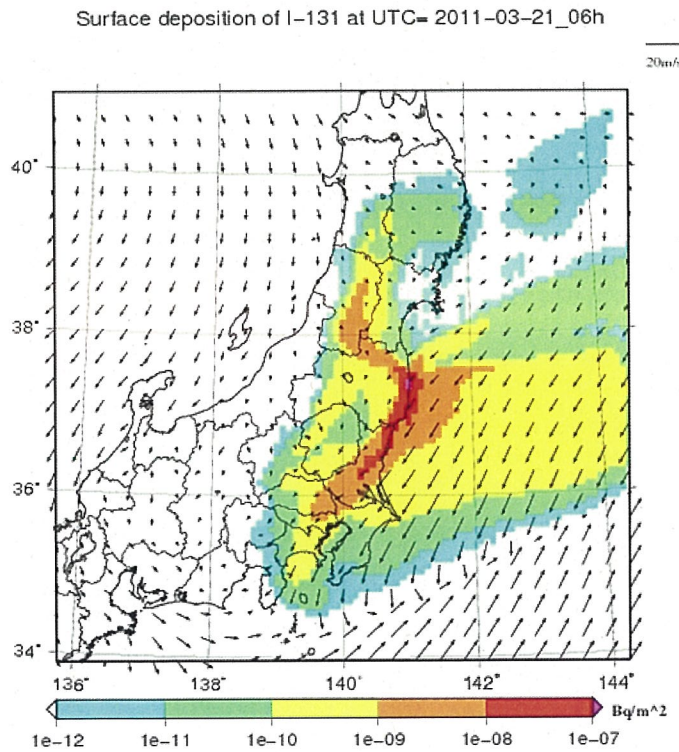 Surface deposition of I-131 at UTC= 2011-03-21_06h
20m/s
40°
38°
36°
34°
136° 138° 140° 142° 144°
Bq/m^2
1e-12 1e-11 1e-10 1e-09 1e-08 1e-07